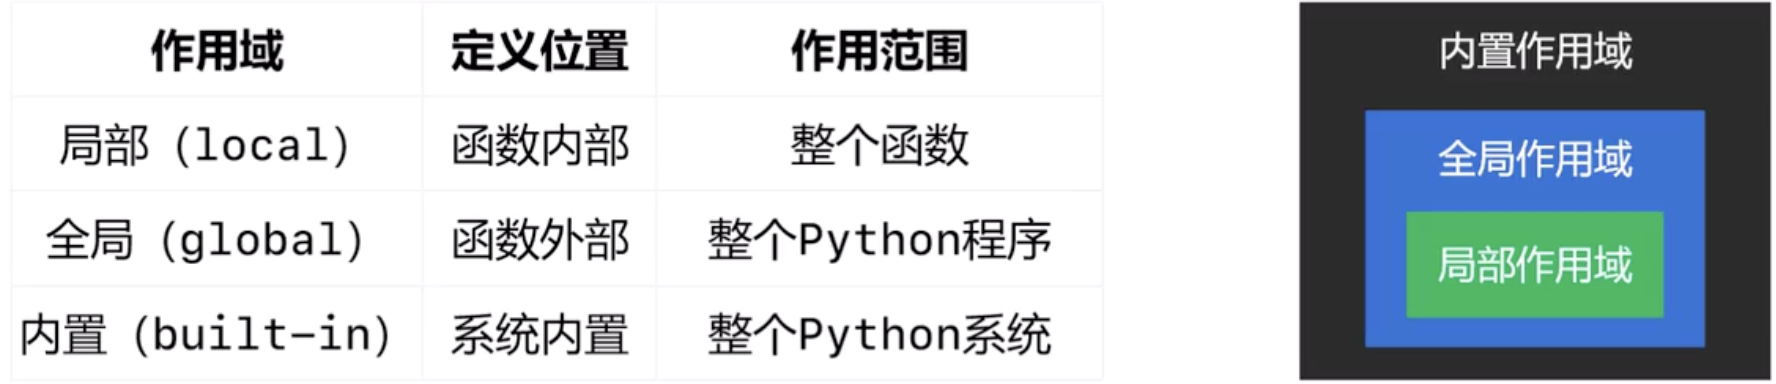 作用域 定义位置 作用范围
局部（local） 函数内部 整个函数
全局（global） 函数外部 整个Python程序
内置（built-in） 系统内置 整个Python系统
内置作用域
全局作用域
局部作用域